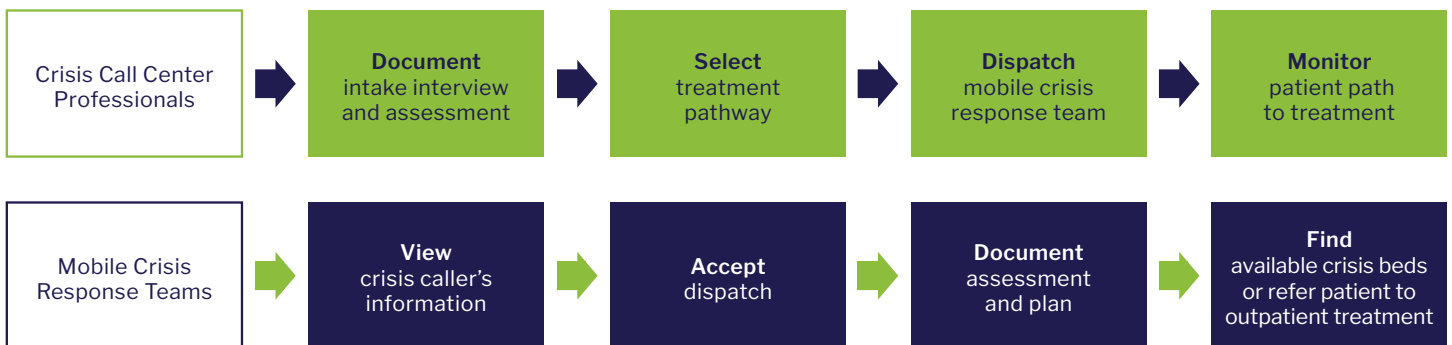 Crisis Call Center
Professionals
Document
intake interview
and assessment
Select
treatment
pathway
Dispatch
mobile crisis
response team
Monitor
patient path
to treatment
Mobile Crisis
Response Teams
View
crisis caller’s
information
Accept
dispatch
Document
assessment
and plan
Find
available crisis beds
or refer patient to
outpatient treatment